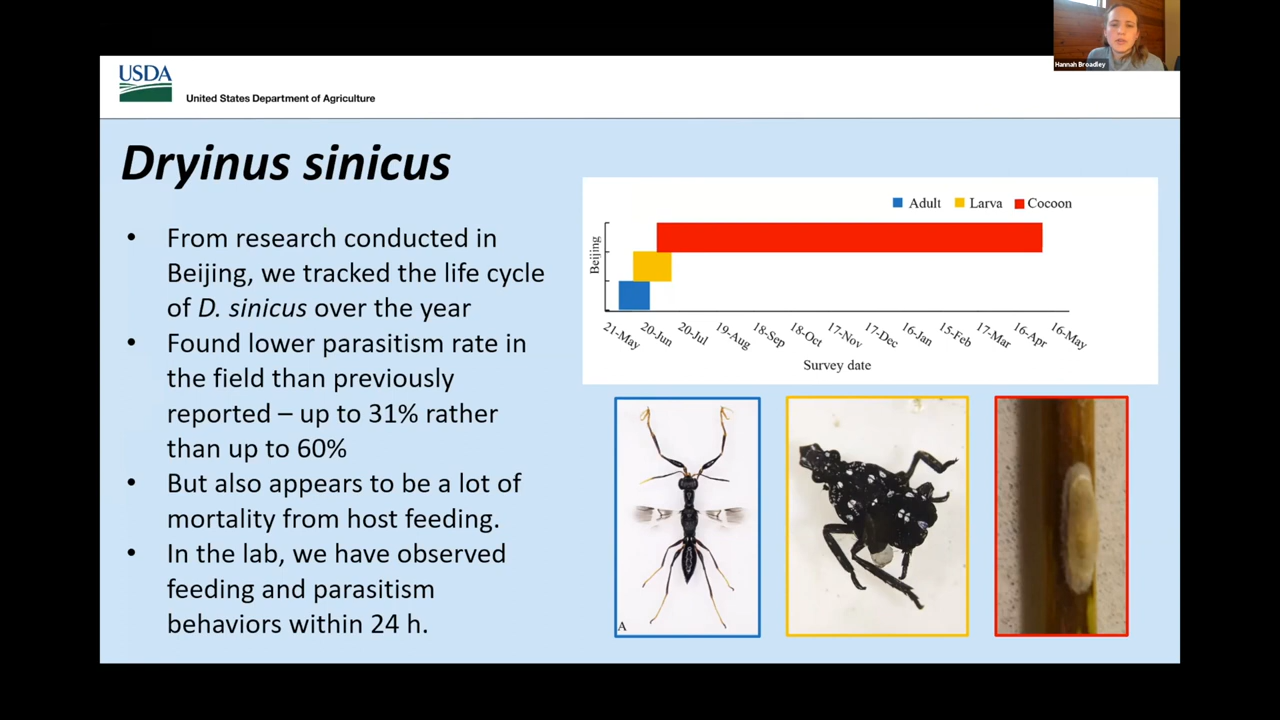 Hannah Broadley
USDA
United States Department of Agriculture
Dryinus sinicus
• From research conducted in
Beijing, we tracked the life cycle
of D. sinicus over the year
• Found lower parasitism rate in
the field than previously
reported – up to 31% rather
than up to 60%
• But also appears to be a lot of
mortality from host feeding.
• In the lab, we have observed
feeding and parasitism
behaviors within 24 h.
Adult Larva Cocoon
Beijing
21-May 20-Jun 20-Jul 19-Aug 18-Sep 18-Oct 17-Nov 17-Dec 16-Jan 15-Feb 17-Mar 16-Apr 16-May
Survey date
A